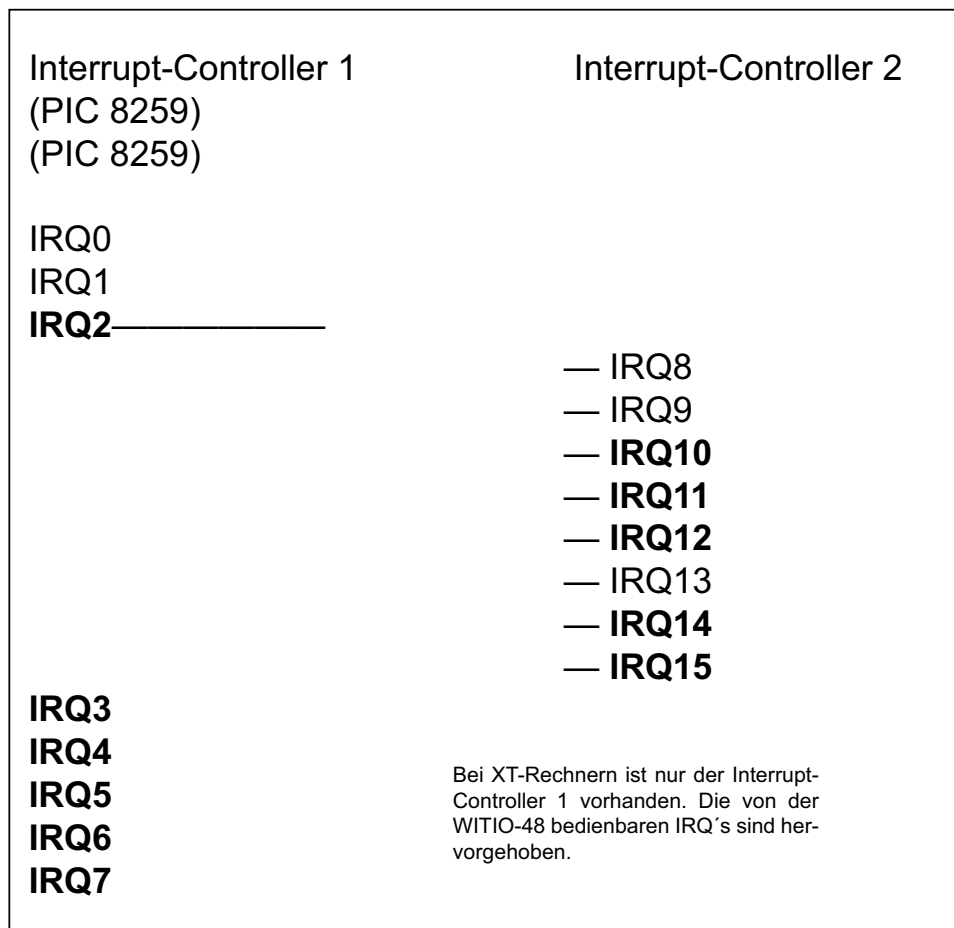 Interrupt-Controller 1 Interrupt-Controller 2
(PIC 8259)
(PIC 8259)
IRQ0
IRQ1
IRQ2——————
— IRQ8
— IRQ9
— IRQ10
— IRQ11
— IRQ12
— IRQ13
— IRQ14
— IRQ15
IRQ3
IRQ4
IRQ5
IRQ6
IRQ7
Bei XT-Rechnern ist nur der Interrupt-
Controller 1 vorhanden. Die von der
WITIO-48 bedienbaren IRQ´s sind her-
vorgehoben.